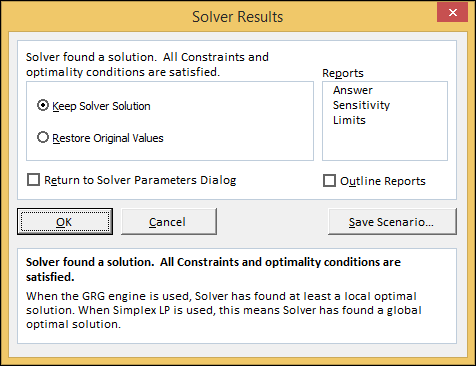 Solver Results
Solver found a solution. All Constraints and
optimality conditions are satisfied.
Reports
Answer
Sensitivity
Limits
Keep Solver Solution
Restore Original Values
Return to Solver Parameters Dialog
Outline Reports
OK
Cancel
Save Scenario...
Solver found a solution. All Constraints and optimality conditions are
satisfied.
When the GRG engine is used, Solver has found at least a local optimal
solution. When Simplex LP is used, this means Solver has found a global
optimal solution.